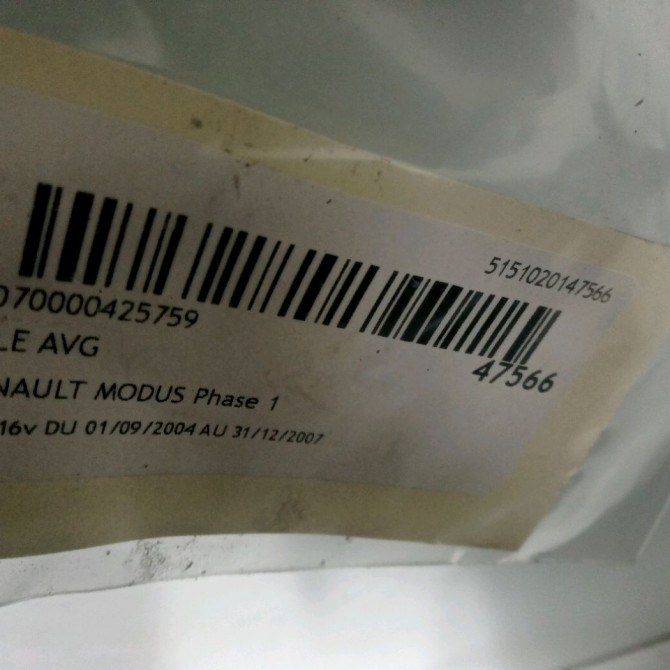 5151020147566
070000425759
47566
LE AVG
NAULT MODUS Phase 1
16v DU 01/09/2004 AU 31/12/2007